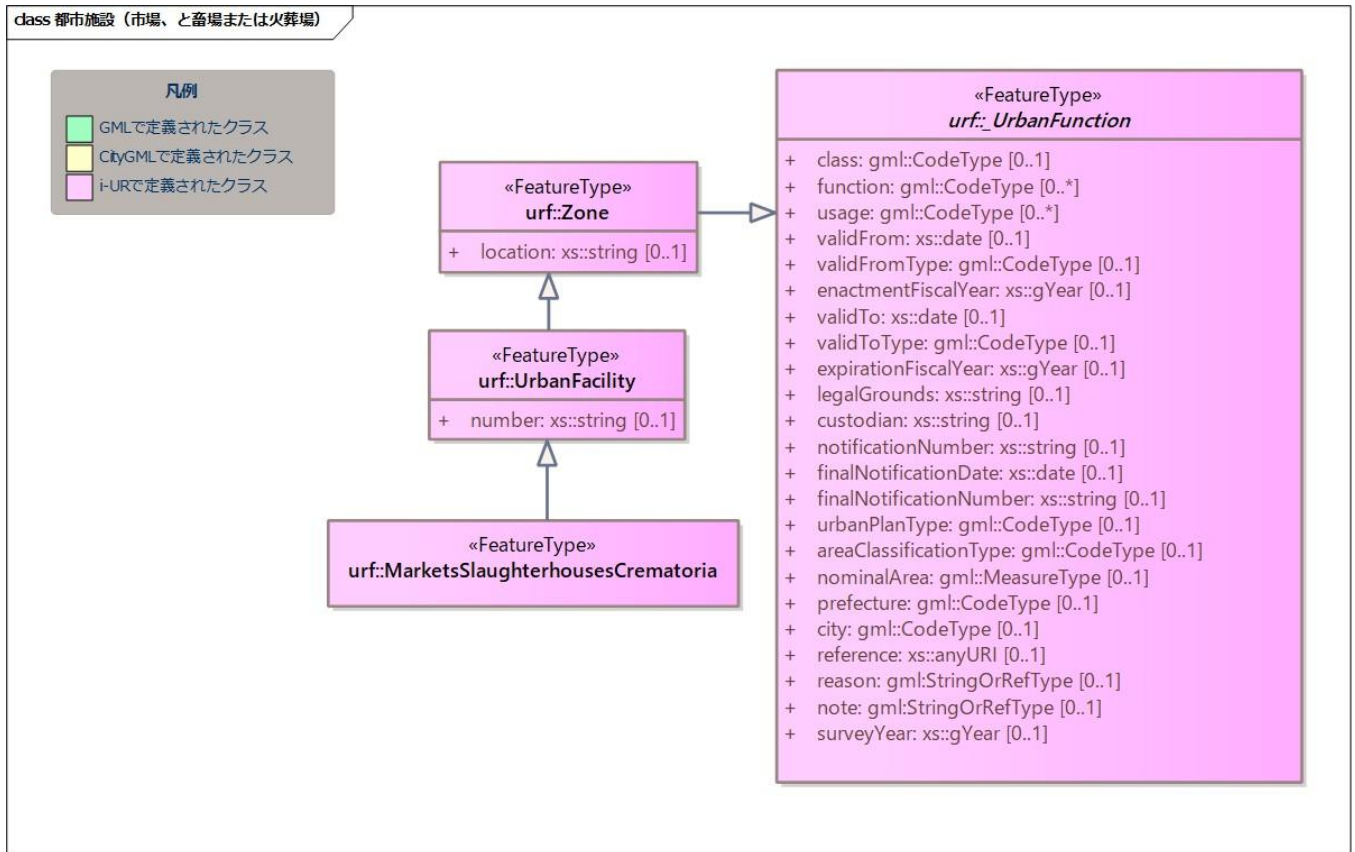 class 都市施設（市場、と畜場または火葬場）
凡例
GMLで定義されたクラス
CityGMLで定義されたクラス
i-URで定義されたクラス
«FeatureType»
urf::Zone
+ location: xs::string [0..1]
«FeatureType»
urf::UrbanFacility
+ number: xs::string [0..1]
«FeatureType»
urf::MarketsSlaughterhousesCrematoria
«FeatureType»
urf::_UrbanFunction
+ class: gml::CodeType [0..1]
+ function: gml::CodeType [0..*]
+ usage: gml::CodeType [0..*]
+ validFrom: xs::date [0..1]
+ validFromType: gml::CodeType [0..1]
+ enactmentFiscalYear: xs::gYear [0..1]
+ validTo: xs::date [0..1]
+ validToType: gml::CodeType [0..1]
+ expirationFiscalYear: xs::gYear [0..1]
+ legalGrounds: xs::string [0..1]
+ custodian: xs::string [0..1]
+ notificationNumber: xs::string [0..1]
+ finalNotificationDate: xs::date [0..1]
+ finalNotificationNumber: xs::string [0..1]
+ urbanPlanType: gml::CodeType [0..1]
+ areaClassificationType: gml::CodeType [0..1]
+ nominalArea: gml::MeasureType [0..1]
+ prefecture: gml::CodeType [0..1]
+ city: gml::CodeType [0..1]
+ reference: xs::anyURI [0..1]
+ reason: gml:StringOrRefType [0..1]
+ note: gml:StringOrRefType [0..1]
+ surveyYear: xs::gYear [0..1]